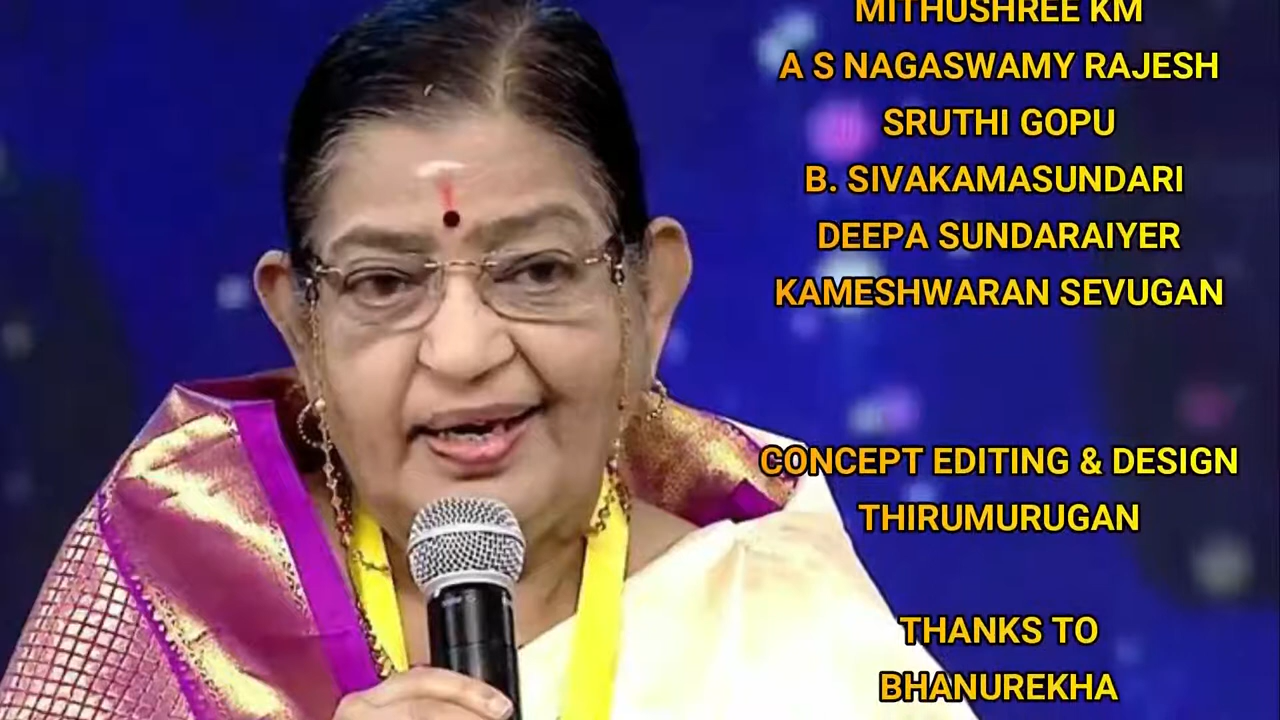 MITHUSHREE KM
A S NAGASWAMY RAJESH
SRUTHI GOPU
B. SIVAKAMASUNDARI
DEEPA SUNDARAIYER
KAMESHWARAN SEVUGAN
CONCEPT EDITING & DESIGN
THIRUMURUGAN
THANKS TO
BHANUREKHA